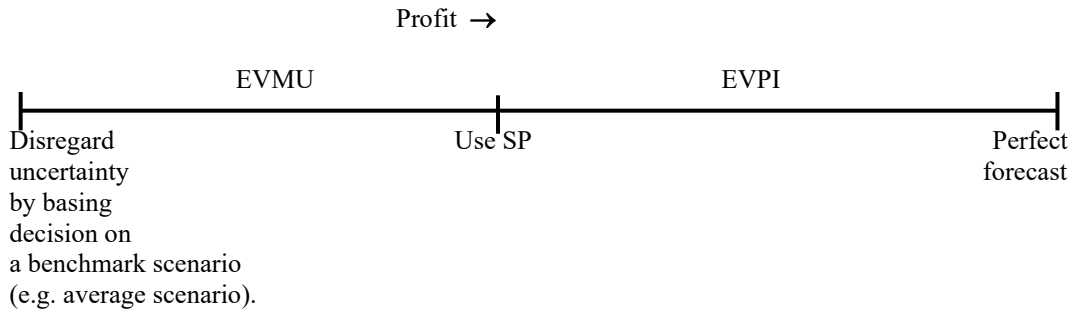 Profit →
EVMU
EVPI
Disregard
uncertainty
by basing
decision on
a benchmark scenario
(e.g. average scenario).
Use SP
Perfect
forecast